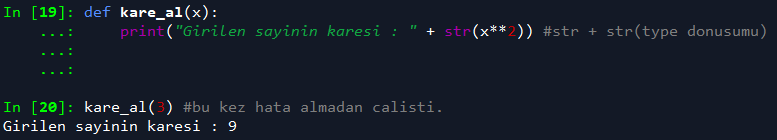 In [19]: def kare_al(x):
    ...:     print("Girilen sayinin karesi : " + str(x**2)) #str + str(type donusumu)
    ...:
    ...:
In [20]: kare_al(3) #bu kez hata almadan calisti.
Girilen sayinin karesi : 9